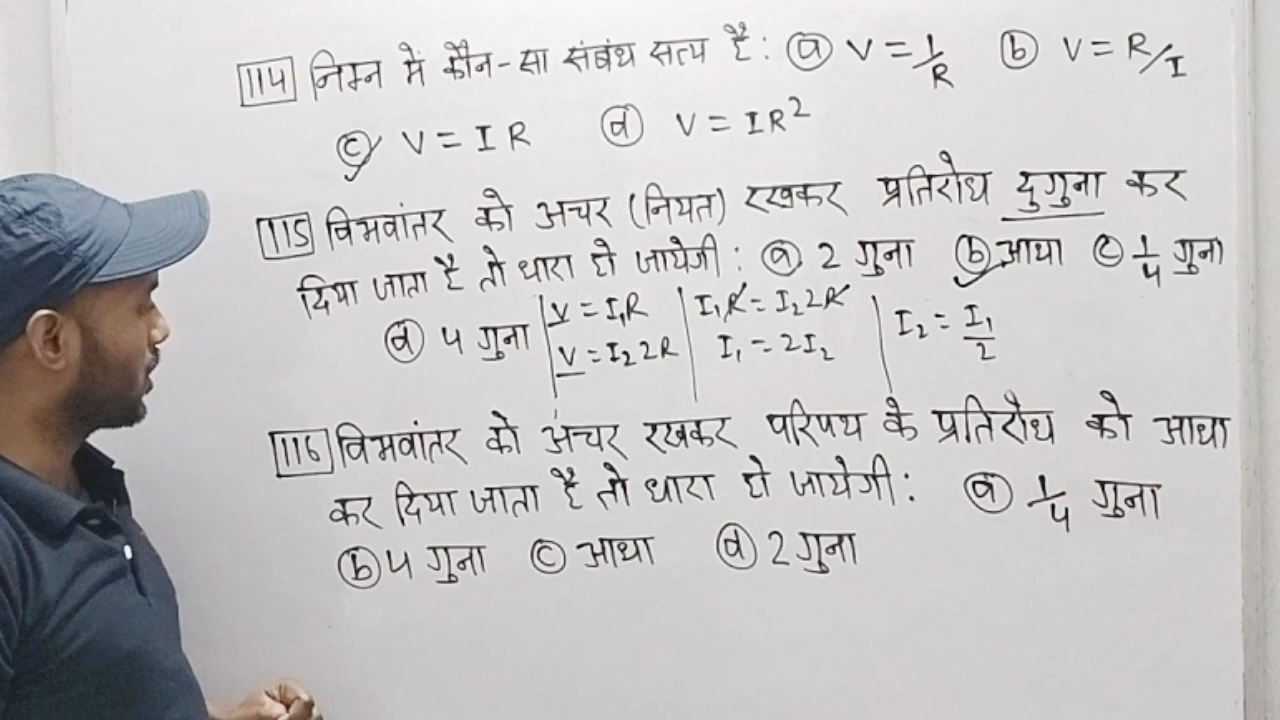 114 निम्न में कौन-सा संबंध सत्य है: (a) V = 1/R (b) V = R/I
(c) V = IR (d) V = IR²
115 विभवांतर को अचर (नियत) रखकर प्रतिरोध दुगुना कर
दिया जाता है तो धारा हो जायेगी: (a) 2 गुना (b) आधा (c) 1/4 गुना
(d) 4 गुना | V = I₁R | I₁R = I₂2R | I₂ = I₁/2
V = I₂2R | I₁ = 2I₂
116 विभवांतर को अचर रखकर परिपथ के प्रतिरोध को आधा
कर दिया जाता है तो धारा हो जायेगी: (a) 1/4 गुना
(b) 4 गुना (c) आधा (d) 2 गुना